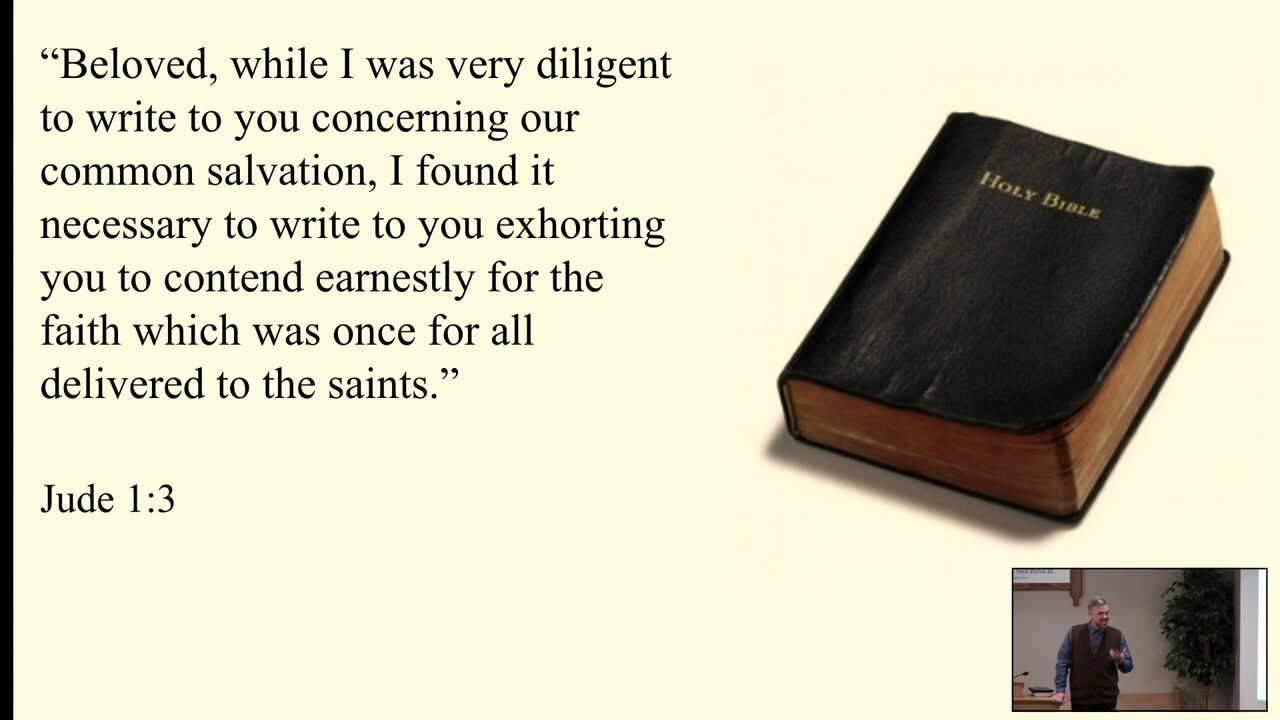 “Beloved, while I was very diligent
to write to you concerning our
common salvation, I found it
necessary to write to you exhorting
you to contend earnestly for the
faith which was once for all
delivered to the saints.”
Jude 1:3
HOLY BIBLE